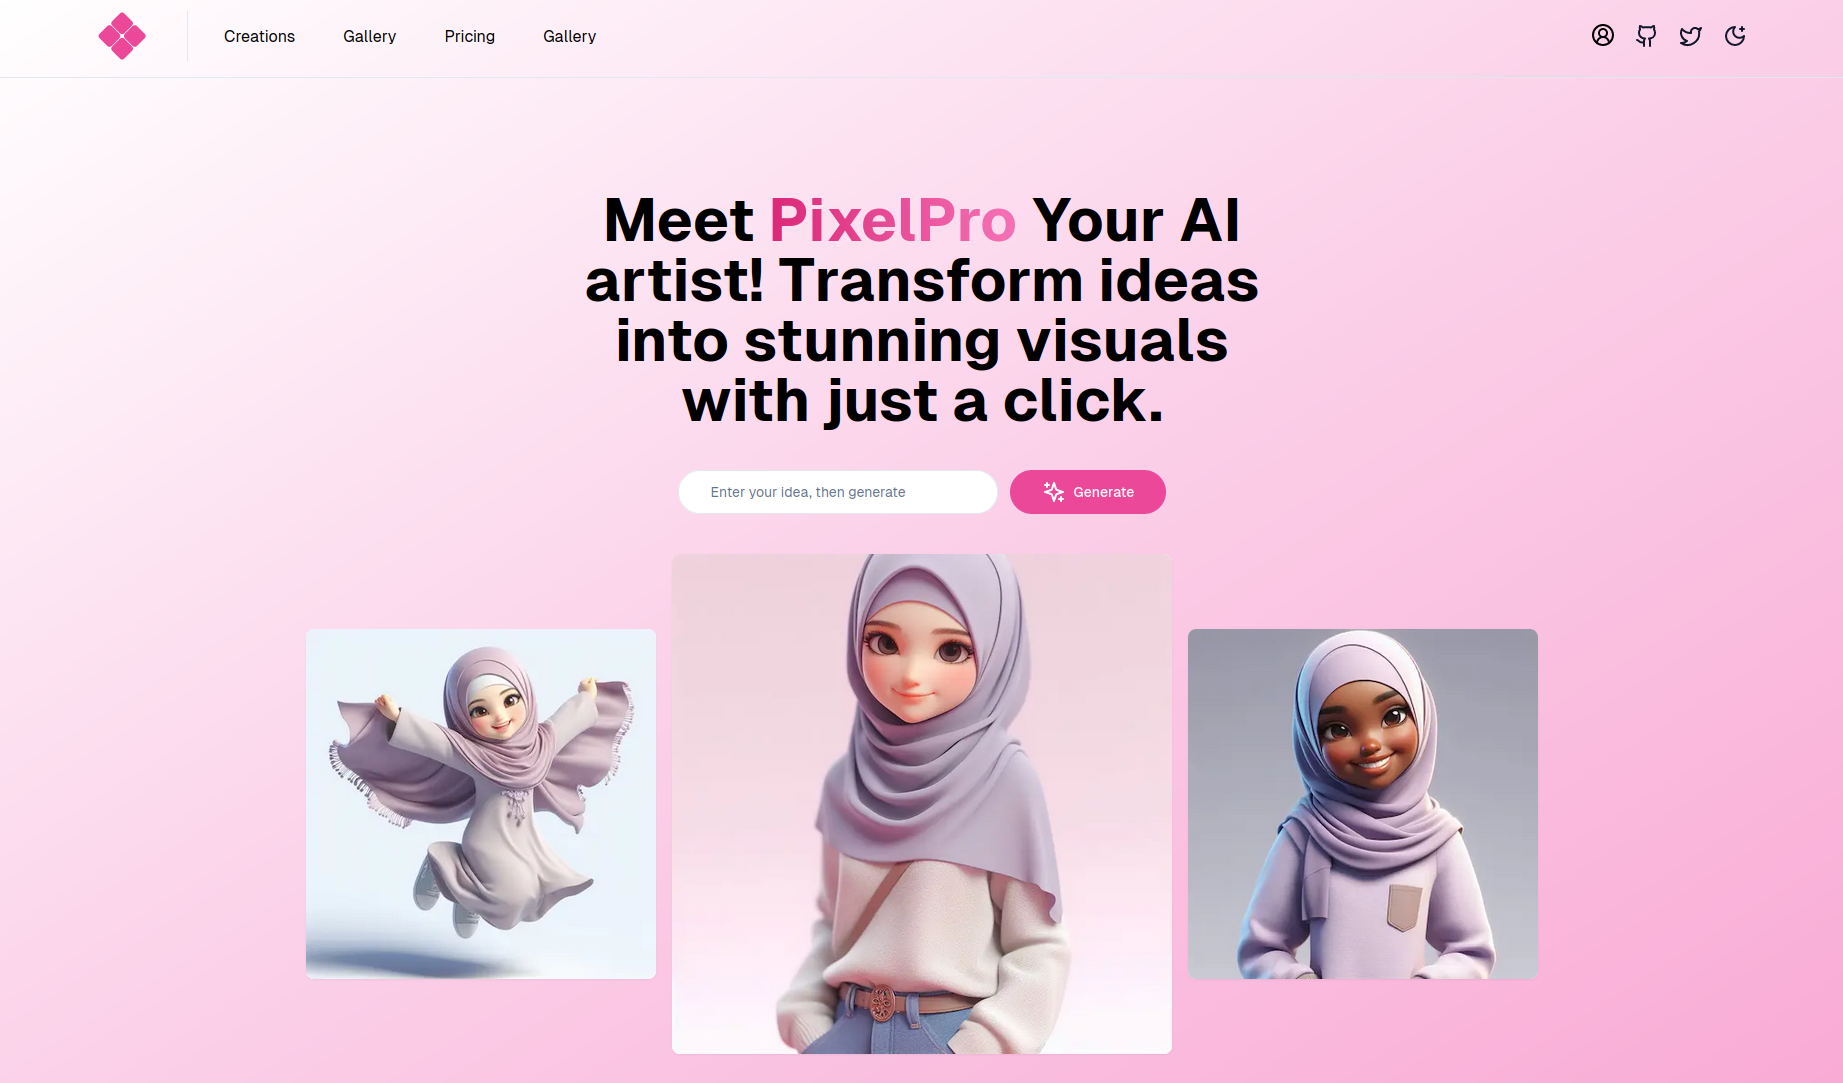 Creations Gallery Pricing Gallery
Meet PixelPro Your AI
artist! Transform ideas
into stunning visuals
with just a click.
Enter your idea, then generate
Generate